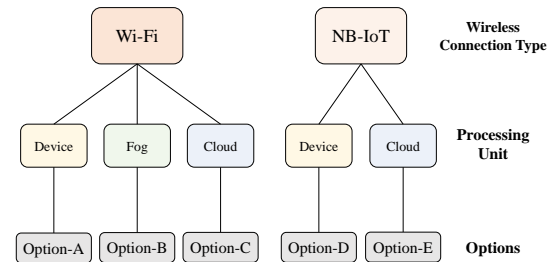 Wi-Fi
NB-IoT
Wireless
Connection Type
Device
Fog
Cloud
Device
Cloud
Processing
Unit
Option-A
Option-B
Option-C
Option-D
Option-E
Options